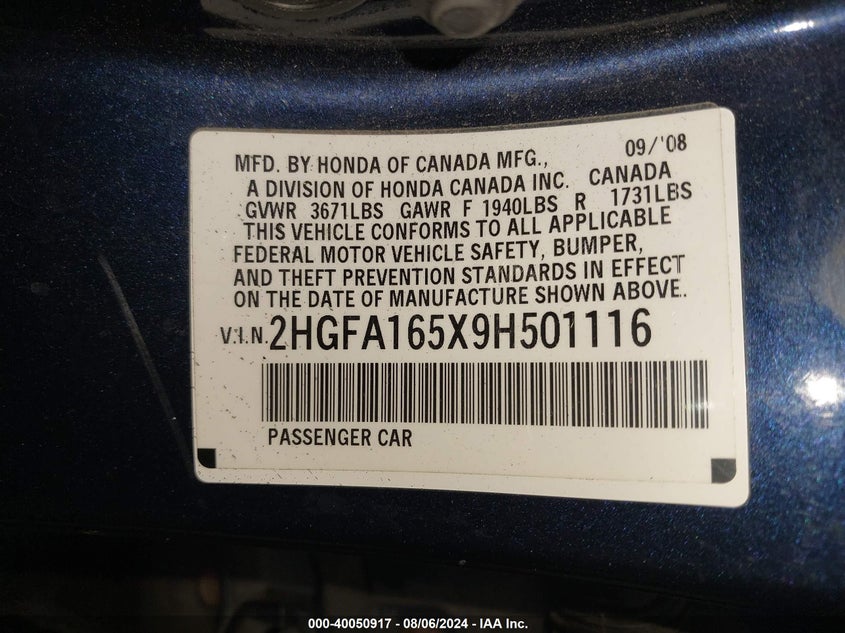 09/'08
MFD. BY HONDA OF CANADA MFG.,
A DIVISION OF HONDA CANADA INC. CANADA
GVWR 3671LBS GAWR F 1940LBS R 1731LBS
THIS VEHICLE CONFORMS TO ALL APPLICABLE
FEDERAL MOTOR VEHICLE SAFETY, BUMPER,
AND THEFT PREVENTION STANDARDS IN EFFECT
ON THE DATE OF MANUFACTURE SHOWN ABOVE.
V.I.N. 2HGFA165X9H501116
PASSENGER CAR
000-40050917 - 08/06/2024 - IAA Inc.